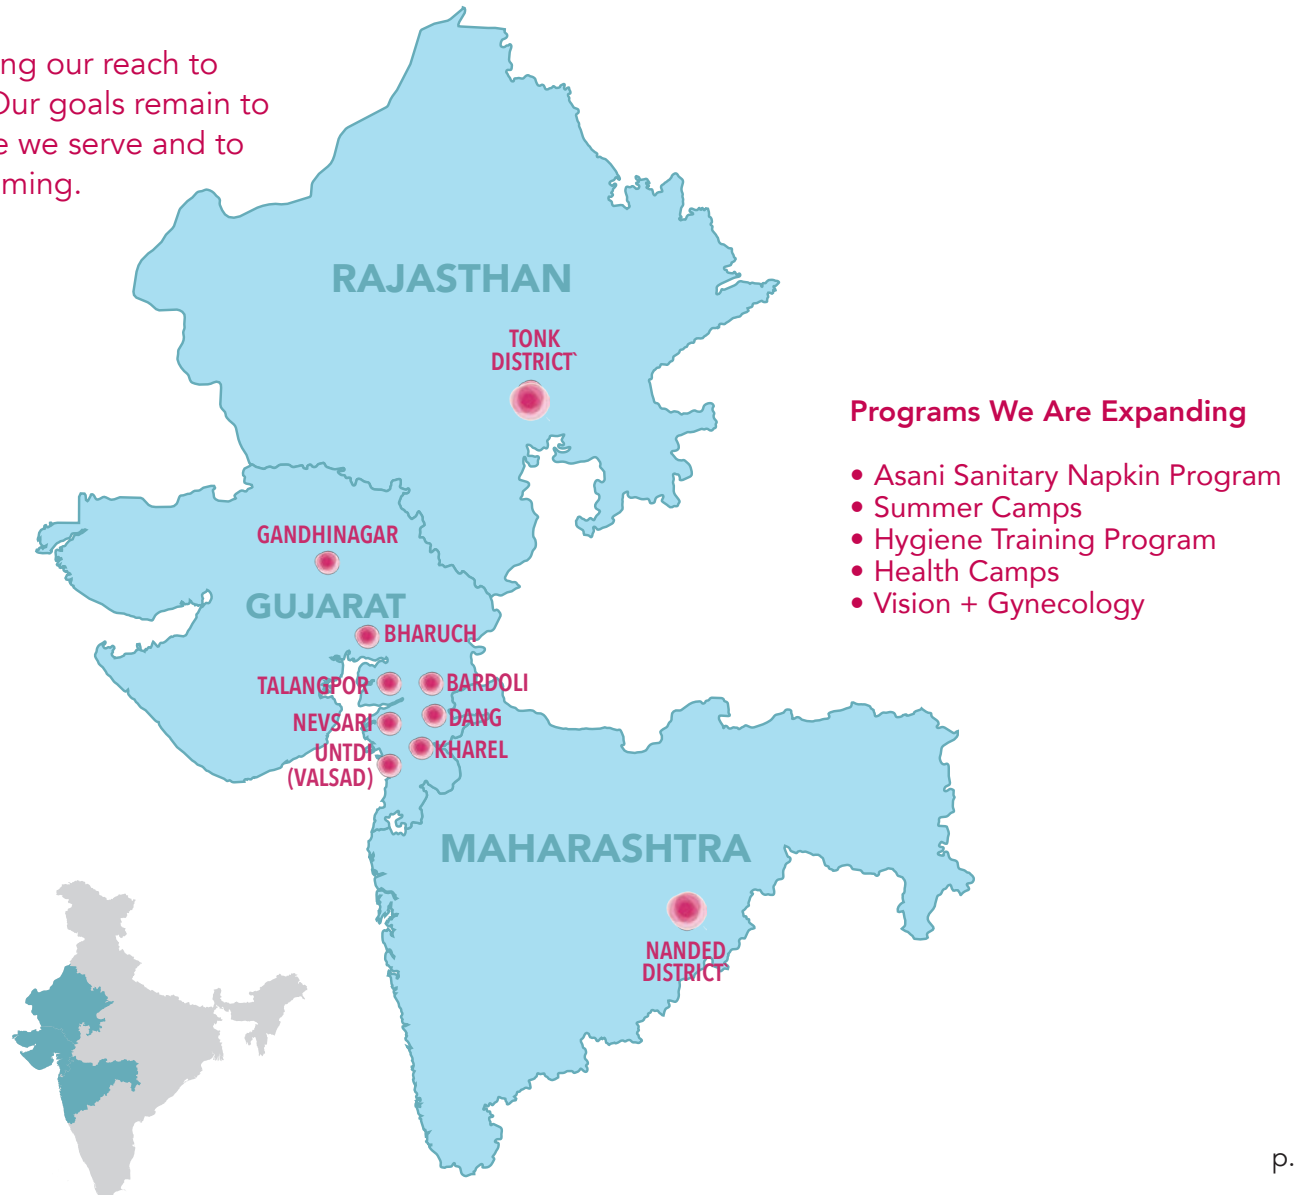 ng our reach to
Our goals remain to
e we serve and to
ming.
RAJASTHAN
TONK
DISTRICT`
Programs We Are Expanding
• Asani Sanitary Napkin Program
• Summer Camps
• Hygiene Training Program
• Health Camps
• Vision + Gynecology
GANDHINAGAR
GUJARAT
BHARUCH
TALANGPOR
BARDOLI
NEVSARI
DANG
UNTDI
(VALSAD)
KHAREL
MAHARASHTRA
NANDED
DISTRICT`
p.